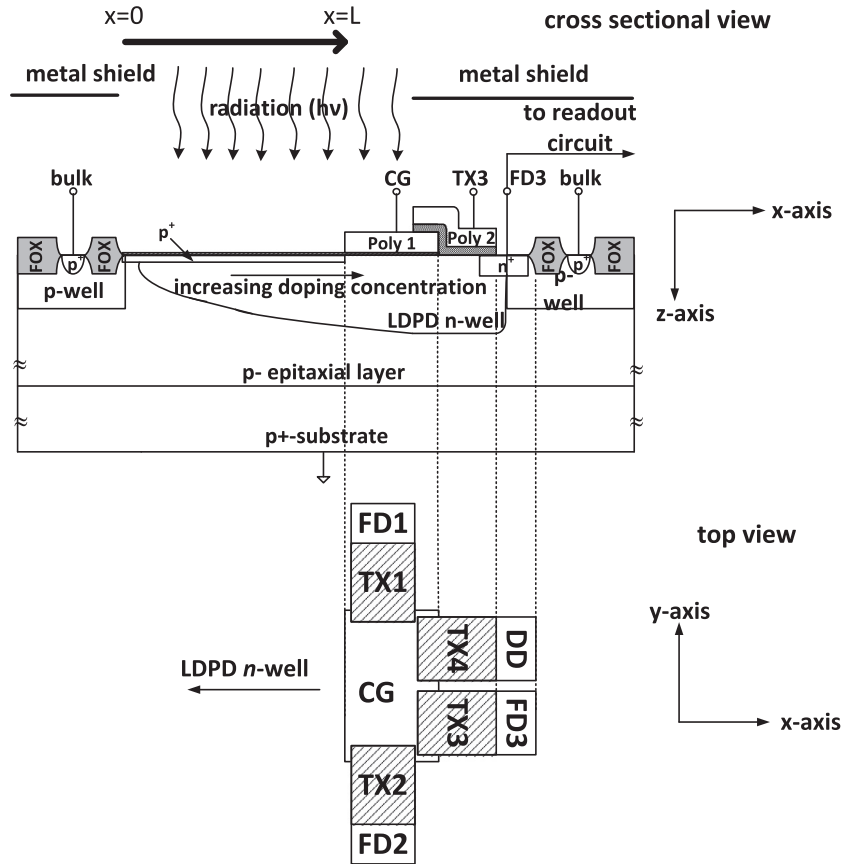 x=0
x=L
cross sectional view
metal shield
metal shield
radiation (hν)
to readout
circuit
bulk
CG
TX3
FD3
bulk
x-axis
z-axis
FOX
p+
FOX
p+
Poly 1
Poly 2
n+
FOX
p+
FOX
p-well
increasing doping concentration
p-
well
LDPD n-well
p- epitaxial layer
p+-substrate
FD1
top view
TX1
y-axis
TX4
DD
LDPD n-well
CG
TX3
FD3
x-axis
TX2
FD2